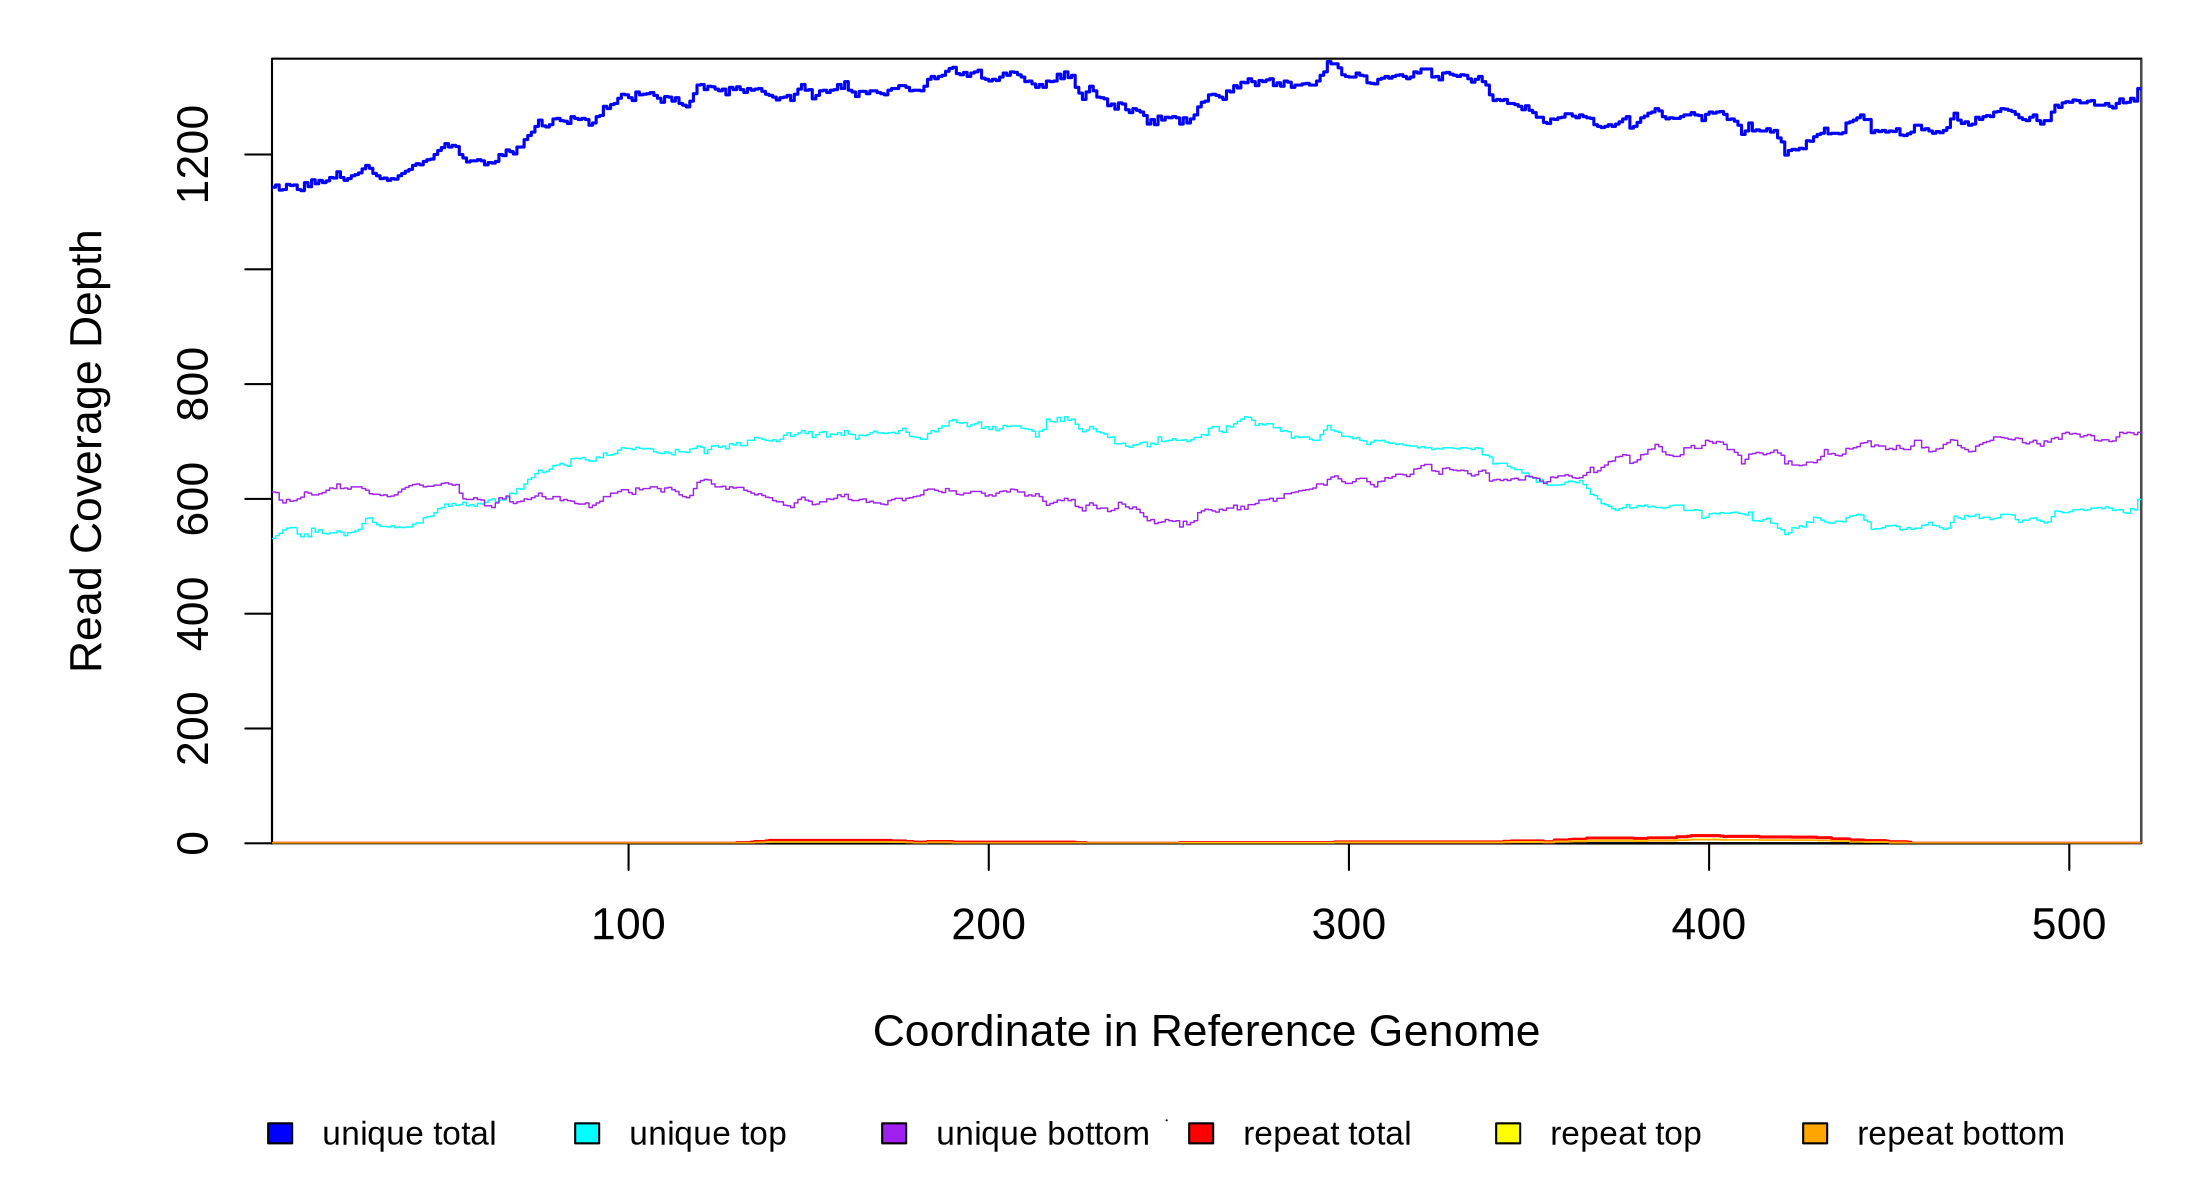 Read Coverage Depth
1200
800
600
400
200
0
100 200 300 400 500
Coordinate in Reference Genome
unique total unique top unique bottom repeat total repeat top repeat bottom